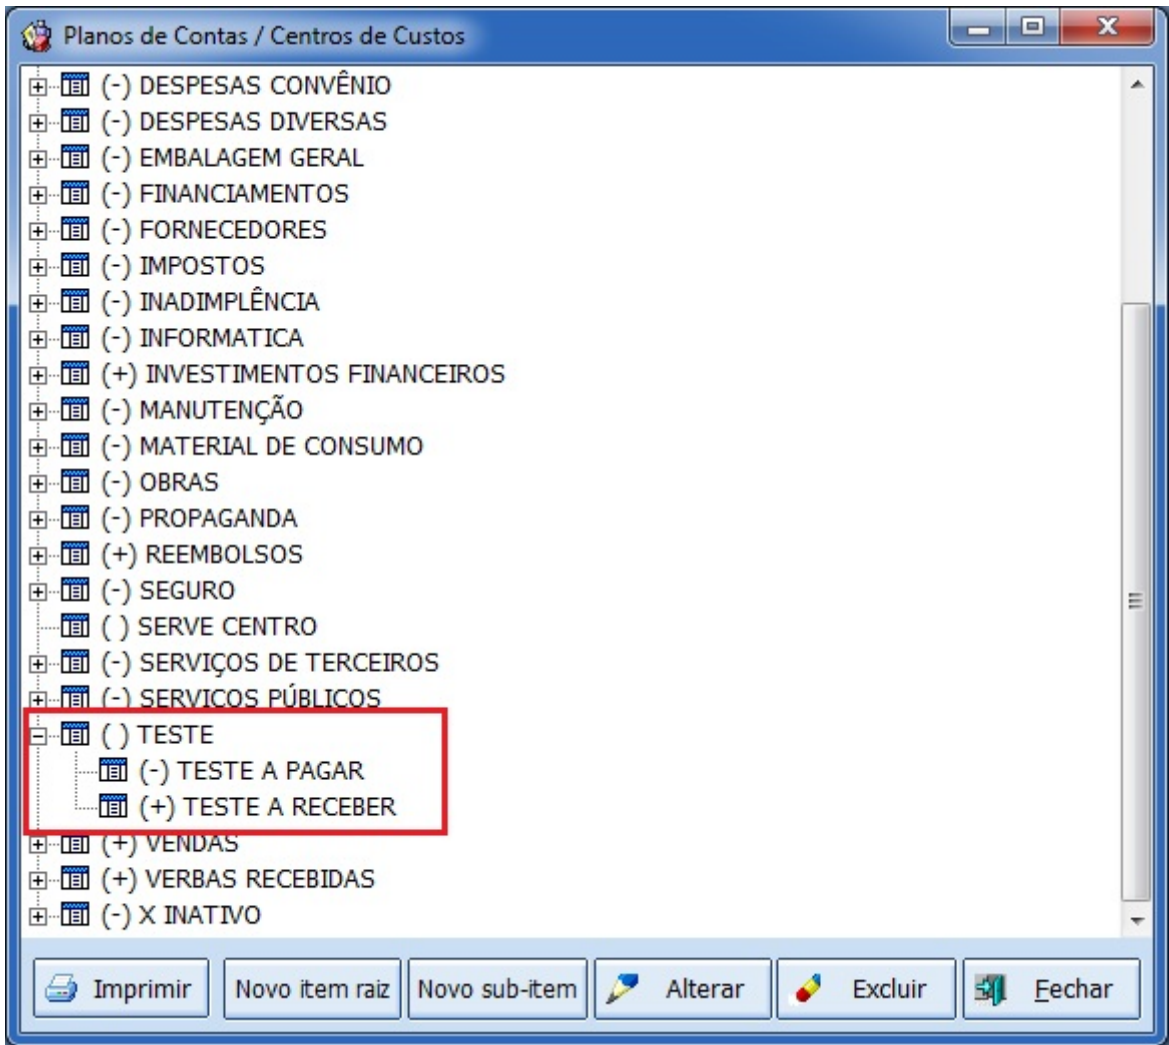 Planos de Contas / Centros de Custos
(-) DESPESAS CONVÊNIO
(-) DESPESAS DIVERSAS
(-) EMBALAGEM GERAL
(-) FINANCIAMENTOS
(-) FORNECEDORES
(-) IMPOSTOS
(-) INADIMPLÊNCIA
(-) INFORMATICA
(+) INVESTIMENTOS FINANCEIROS
(-) MANUTENÇÃO
(-) MATERIAL DE CONSUMO
(-) OBRAS
(-) PROPAGANDA
(+) REEMBOLSOS
(-) SEGURO
( ) SERVE CENTRO
(-) SERVIÇOS DE TERCEIROS
(-) SERVICOS PÚBLICOS
( ) TESTE
(-) TESTE A PAGAR
(+) TESTE A RECEBER
(+) VENDAS
(+) VERBAS RECEBIDAS
(-) X INATIVO
Imprimir Novo item raiz Novo sub-item Alterar Excluir Fechar